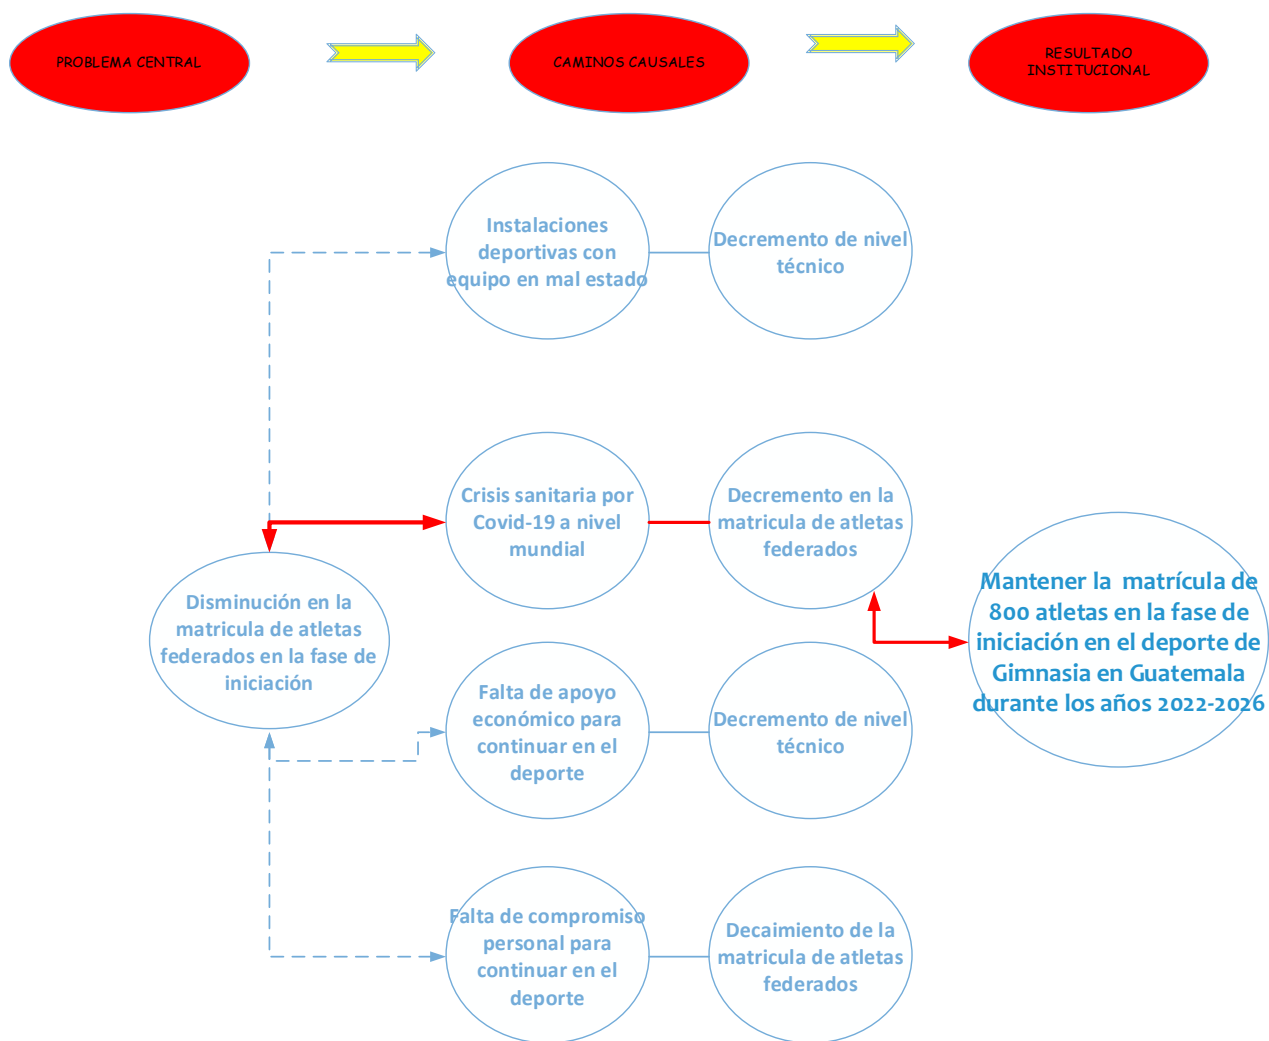 PROBLEMA CENTRAL
CAMINOS CAUSALES
RESULTADO
INSTITUCIONAL
Instalaciones
deportivas con
equipo en mal estado
Decremento de nivel
técnico
Crisis sanitaria por
Covid-19 a nivel
mundial
Decremento en la
matricula de atletas
federados
Disminución en la
matricula de atletas
federados en la fase de
iniciación
Mantener la matrícula de
800 atletas en la fase de
iniciación en el deporte de
Gimnasia en Guatemala
durante los años 2022-2026
Falta de apoyo
económico para
continuar en el
deporte
Decremento de nivel
técnico
Falta de compromiso
personal para
continuar en el
deporte
Decaimiento de la
matricula de atletas
federados